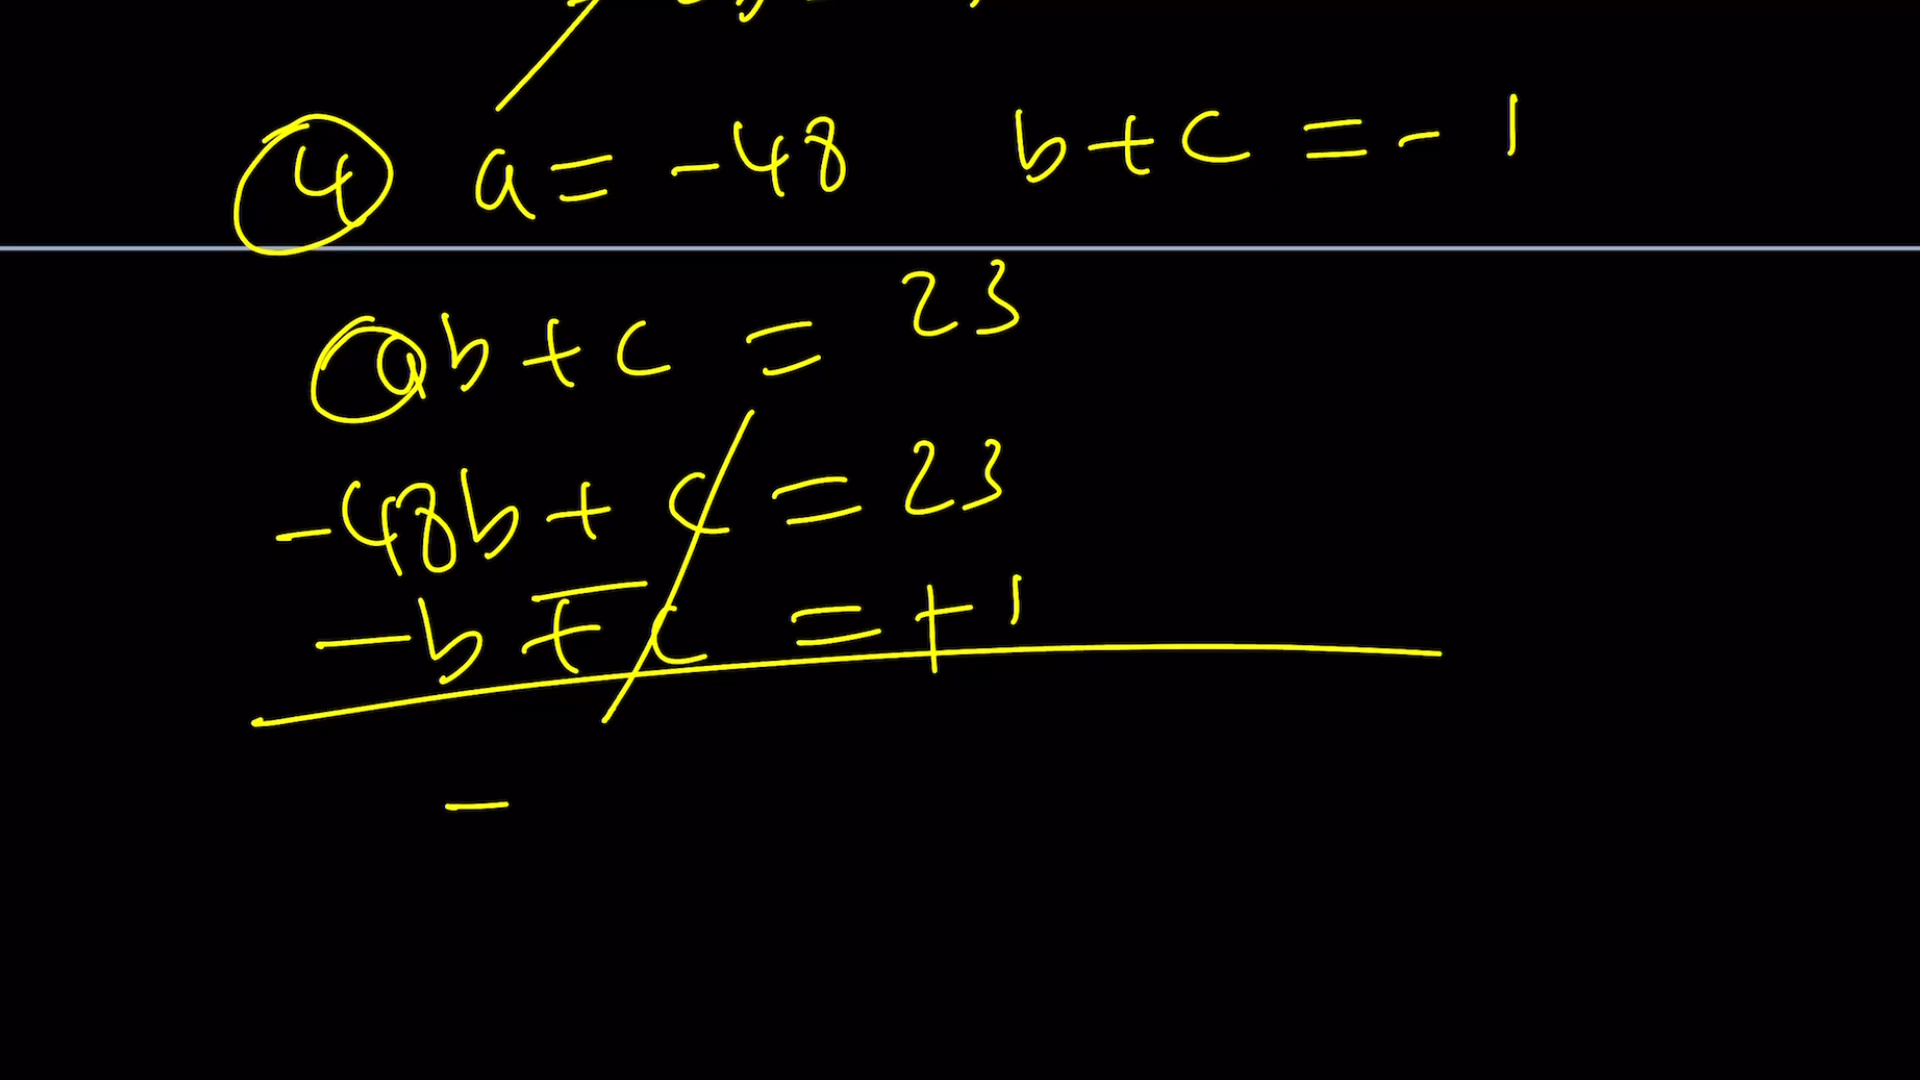 ④ a = -48 b + c = -1
ab + c = 23
-48b + c = 23
-b ∓ c = +1
-